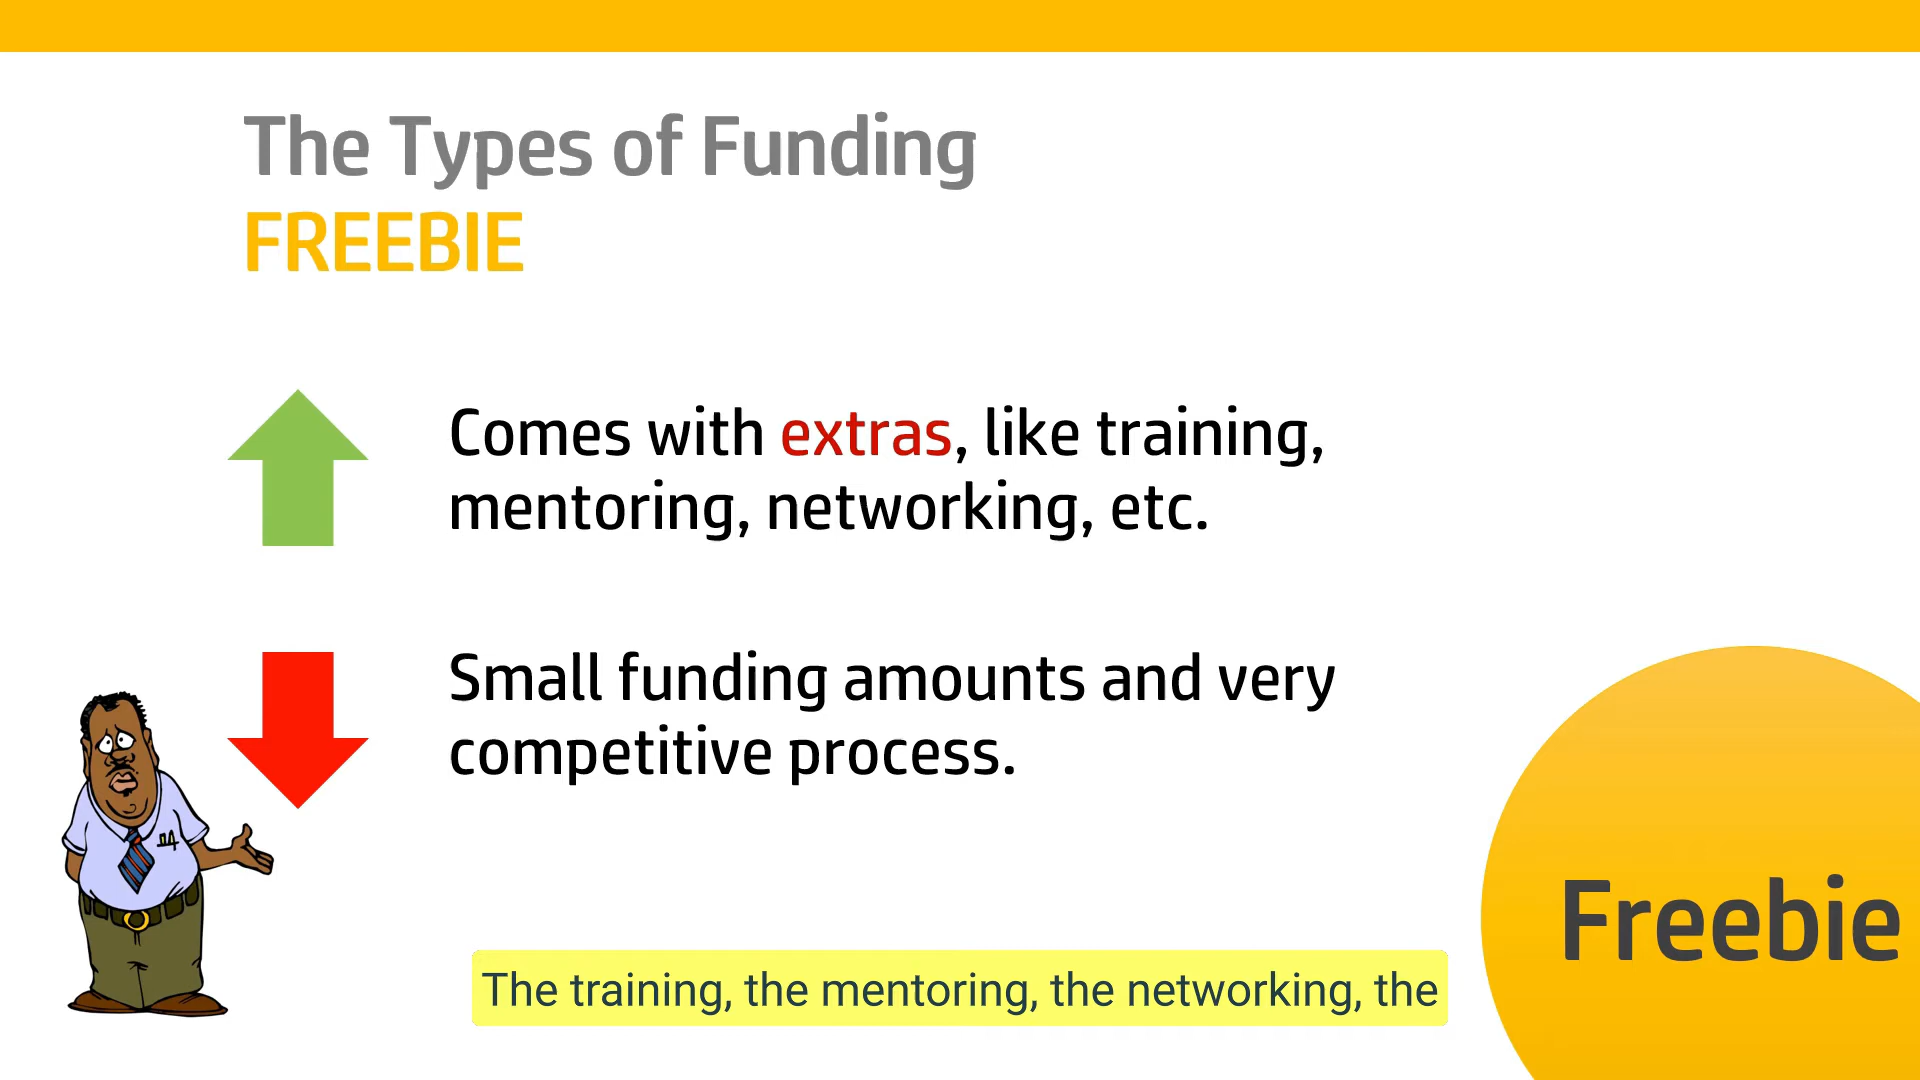 The Types of Funding
FREEBIE
Comes with extras, like training,
mentoring, networking, etc.
Small funding amounts and very
competitive process.
Freebie
The training, the mentoring, the networking, the